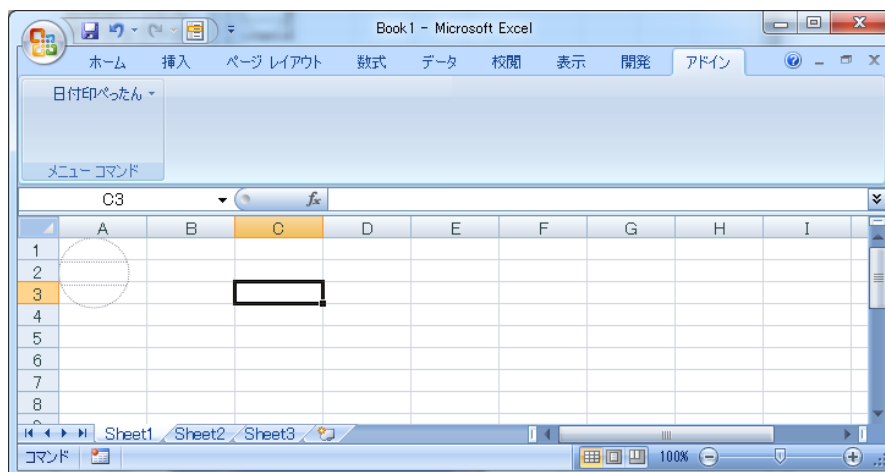 Book1 - Microsoft Excel
ホーム 挿入 ページ レイアウト 数式 データ 校閲 表示 開発 アドイン
日付印ぺったん
メニュー コマンド
C3 fx
A B C D E F G H I
1
2
3
4
5
6
7
8
Sheet1 Sheet2 Sheet3
コマンド 100%